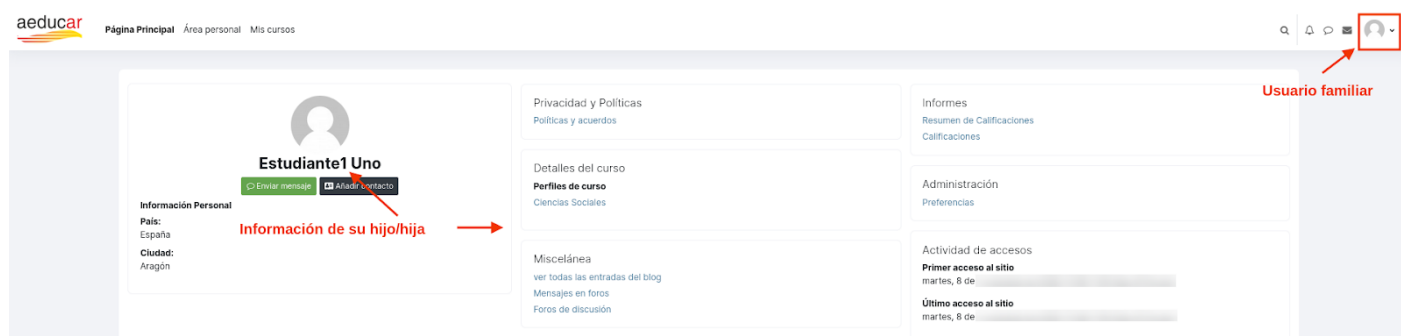 aeducar
Página Principal Área personal Mis cursos
Usuario familiar
Estudiante1 Uno
Enviar mensaje Añadir contacto
Información Personal
País:
España
Ciudad:
Aragón
Información de su hijo/hija
Privacidad y Políticas
Políticas y acuerdos
Detalles del curso
Perfiles de curso
Ciencias Sociales
Miscelánea
ver todas las entradas del blog
Mensajes en foros
Foros de discusión
Informes
Resumen de Calificaciones
Calificaciones
Administración
Preferencias
Actividad de accesos
Primer acceso al sitio
martes, 8 de
Último acceso al sitio
martes, 8 de